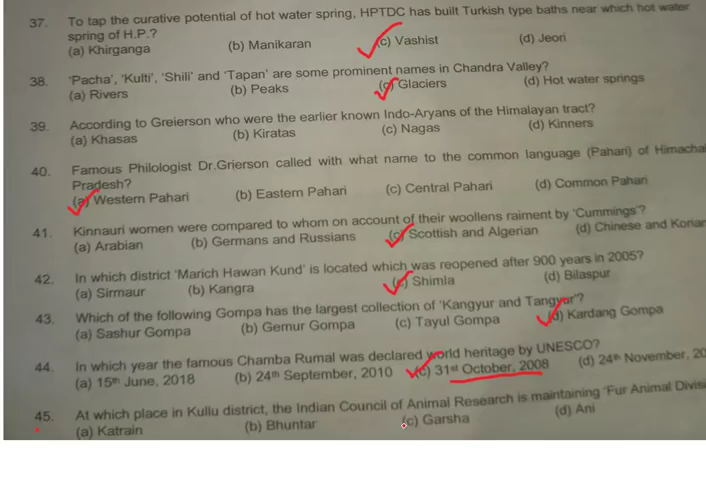 37. To tap the curative potential of hot water spring, HPTDC has built Turkish type baths near which hot water
spring of H.P.?
(a) Khirganga (b) Manikaran (c) Vashist (d) Jeori
38. 'Pacha', 'Kulti', 'Shili' and 'Tapan' are some prominent names in Chandra Valley?
(a) Rivers (b) Peaks (c) Glaciers (d) Hot water springs
39. According to Greierson who were the earlier known Indo-Aryans of the Himalayan tract?
(a) Khasas (b) Kiratas (c) Nagas (d) Kinners
40. Famous Philologist Dr.Grierson called with what name to the common language (Pahari) of Himacha
Pradesh?
(a) Western Pahari (b) Eastern Pahari (c) Central Pahari (d) Common Pahari
41. Kinnauri women were compared to whom on account of their woollens raiment by 'Cummings'?
(a) Arabian (b) Germans and Russians (c) Scottish and Algerian (d) Chinese and Korian
42. In which district 'Marich Hawan Kund' is located which was reopened after 900 years in 2005?
(a) Sirmaur (b) Kangra (c) Shimla (d) Bilaspur
43. Which of the following Gompa has the largest collection of 'Kangyur and Tangyur'?
(a) Sashur Gompa (b) Gemur Gompa (c) Tayul Gompa (d) Kardang Gompa
44. In which year the famous Chamba Rumal was declared world heritage by UNESCO?
(a) 15th June, 2018 (b) 24th September, 2010 (c) 31st October, 2008 (d) 24th November, 20
45. At which place in Kullu district, the Indian Council of Animal Research is maintaining 'Fur Animal Divis
(a) Katrain (b) Bhuntar (c) Garsha (d) Ani